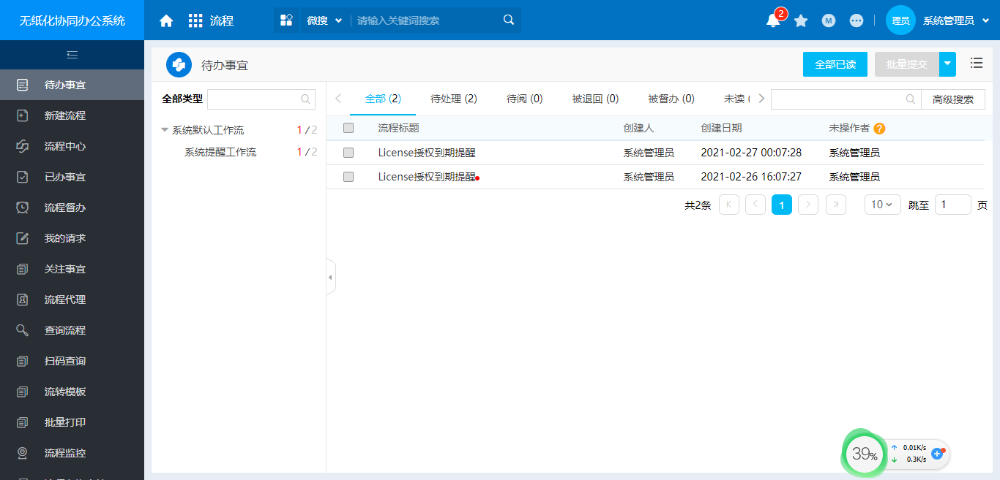 无纸化协同办公系统
流程
微搜
请输入关键词搜索
2
M
理员
系统管理员
待办事宜
新建流程
流程中心
已办事宜
流程督办
我的请求
关注事宜
流程代理
查询流程
扫码查询
流转模板
批量打印
流程监控
待办事宜
全部已读
批量提交
全部类型
系统默认工作流 1 / 2
系统提醒工作流 1 / 2
全部 (2) 待处理 (2) 待阅 (0) 被退回 (0) 被督办 (0) 未读 (
高级搜索
流程标题 创建人 创建日期 未操作者 ?
License授权到期提醒 系统管理员 2021-02-27 00:07:28 系统管理员
License授权到期提醒 系统管理员 2021-02-26 16:07:27 系统管理员
共2条 1 10 跳至 1 页
39%
0.01K/s
0.3K/s